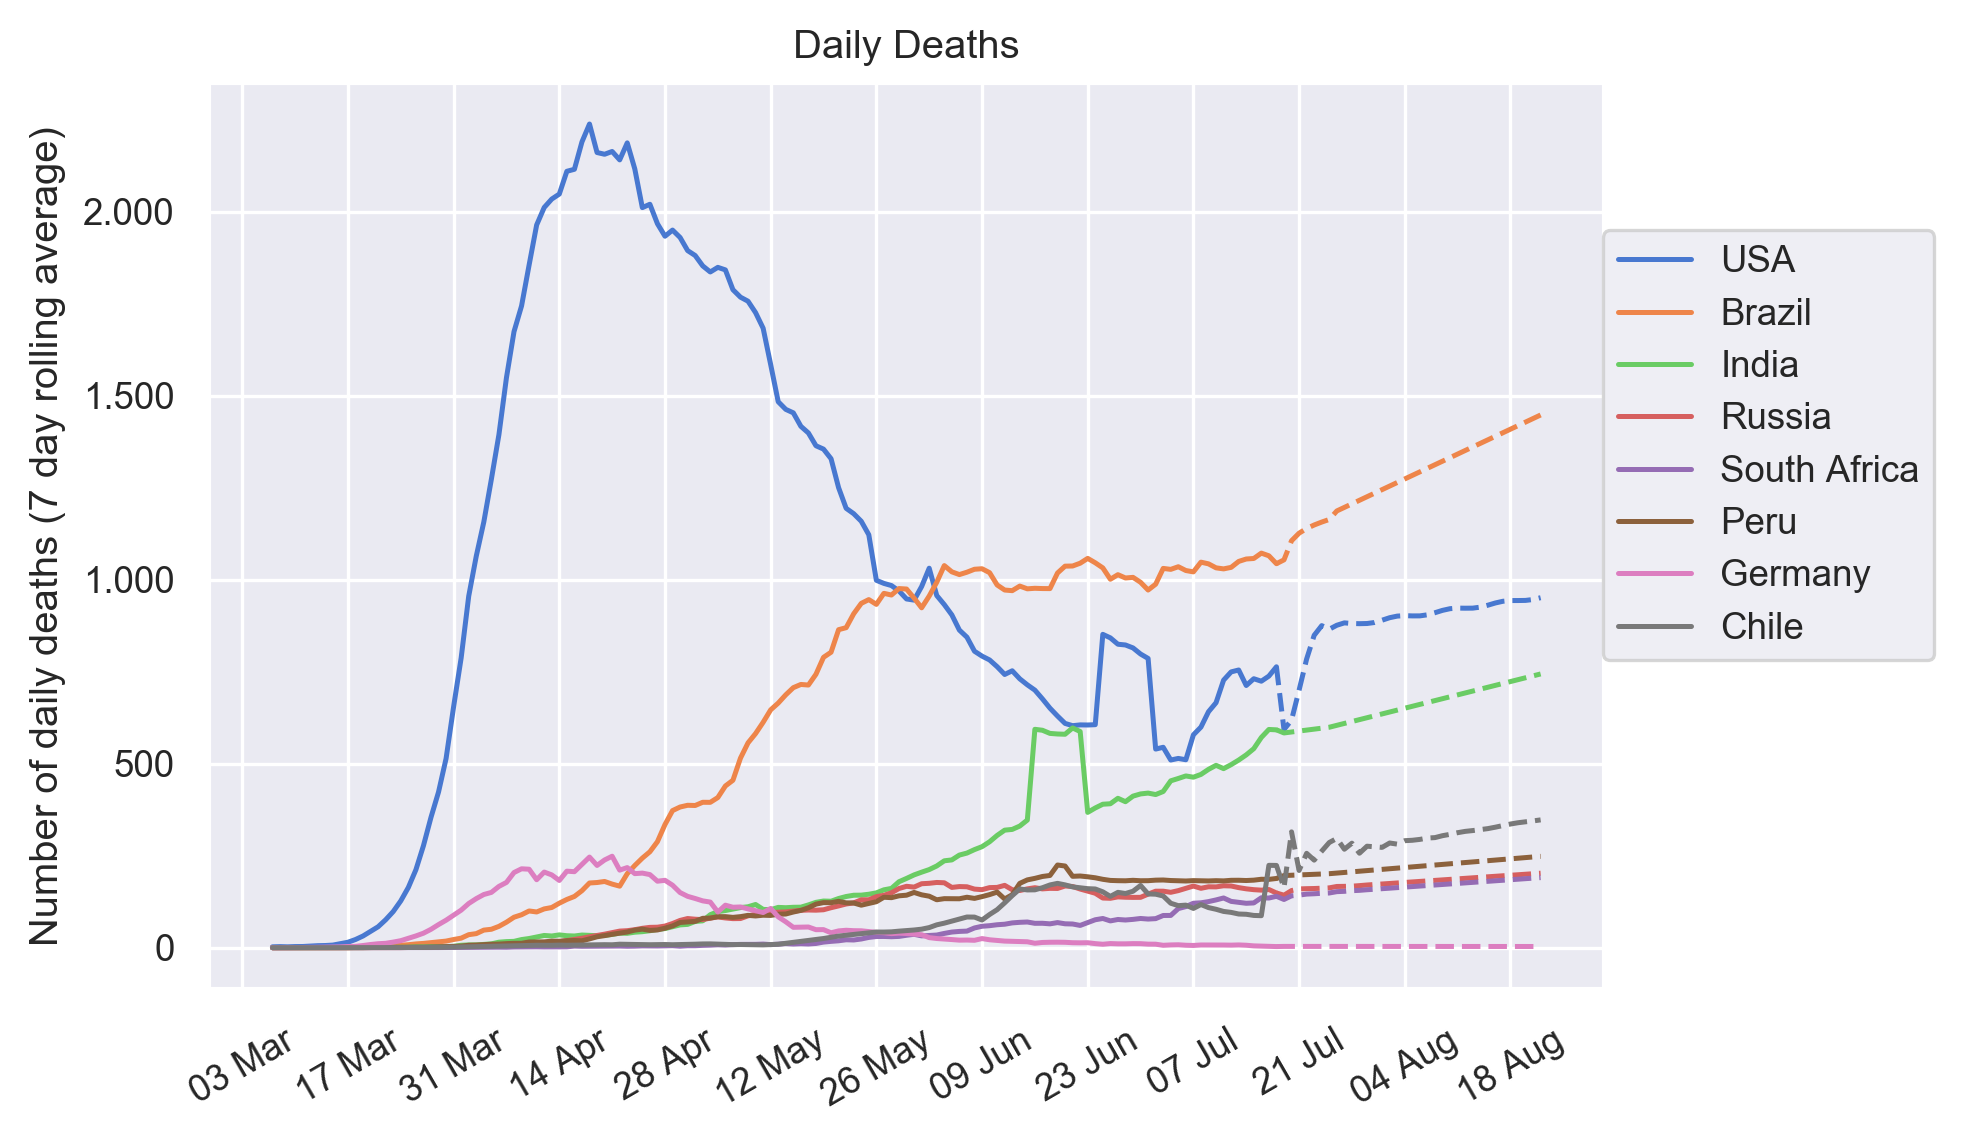 Daily Deaths
Number of daily deaths (7 day rolling average)
2.000
1.500
1.000
500
0
03 Mar
17 Mar
31 Mar
14 Apr
28 Apr
12 May
26 May
09 Jun
23 Jun
07 Jul
21 Jul
04 Aug
18 Aug
USA
Brazil
India
Russia
South Africa
Peru
Germany
Chile